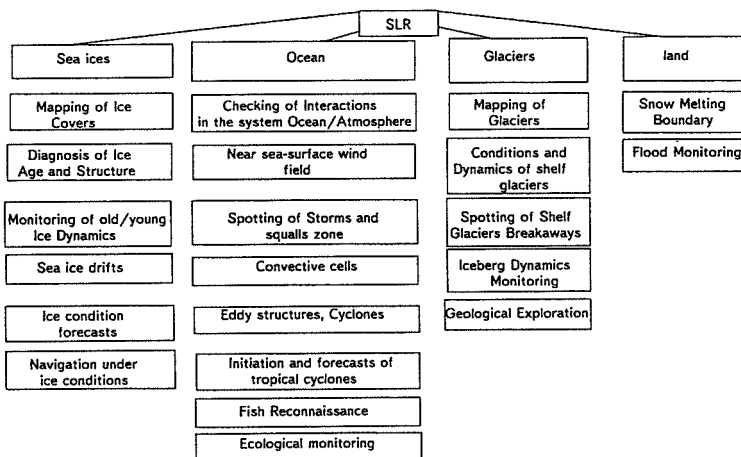 SLR
Sea ices
Mapping of Ice
Covers
Diagnosis of Ice
Age and Structure
Monitoring of old/young
Ice Dynamics
Sea ice drifts
Ice condition
forecasts
Navigation under
ice conditions
Ocean
Checking of Interactions
in the system Ocean/Atmosphere
Near sea-surface wind
field
Spotting of Storms and
squalls zone
Convective cells
Eddy structures, Cyclones
Initiation and forecasts of
tropical cyclones
Fish Reconnaissance
Ecological monitoring
Glaciers
Mapping of
Glaciers
Conditions and
Dynamics of shelf
glaciers
Spotting of Shelf
Glaciers Breakaways
Iceberg Dynamics
Monitoring
Geological Exploration
land
Snow Melting
Boundary
Flood Monitoring